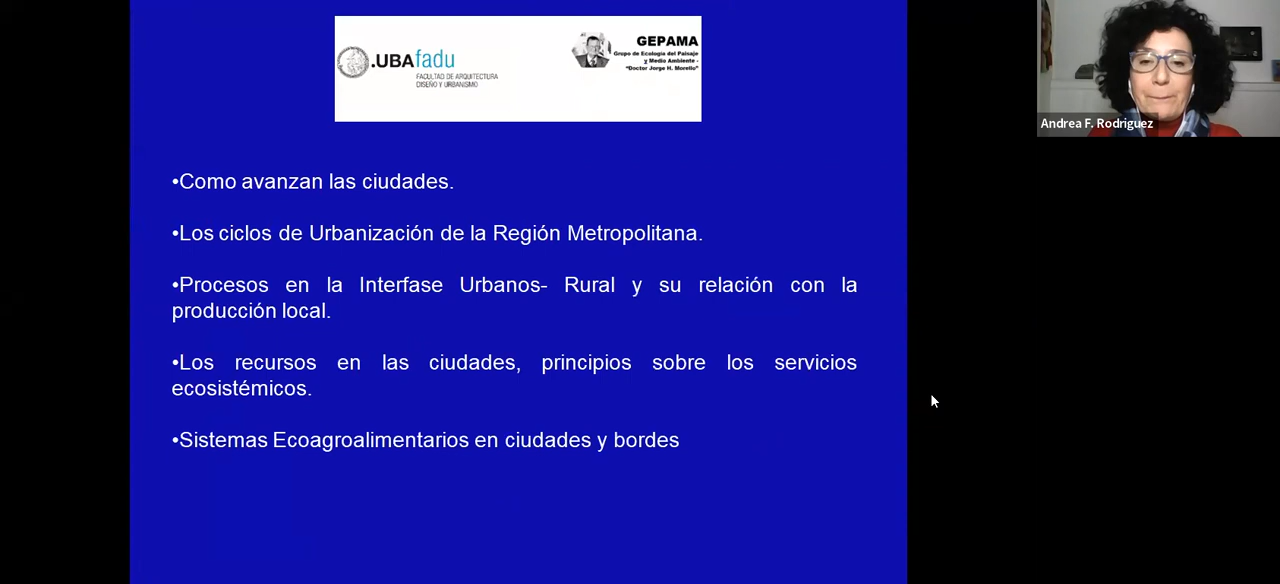 .UBAfadu
FACULTAD DE ARQUITECTURA
DISEÑO Y URBANISMO
GEPAMA
Grupo de Ecología del Paisaje
y Medio Ambiente -
"Doctor Jorge H. Morello"
Andrea F. Rodriguez
•Como avanzan las ciudades.
•Los ciclos de Urbanización de la Región Metropolitana.
•Procesos en la Interfase Urbanos- Rural y su relación con la
producción local.
•Los recursos en las ciudades, principios sobre los servicios
ecosistémicos.
•Sistemas Ecoagroalimentarios en ciudades y bordes